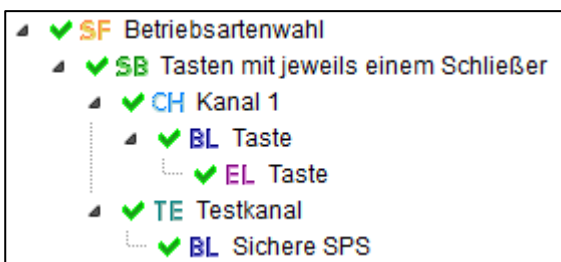 SF Betriebsartenwahl
SB Tasten mit jeweils einem Schließer
CH Kanal 1
BL Taste
EL Taste
TE Testkanal
BL Sichere SPS